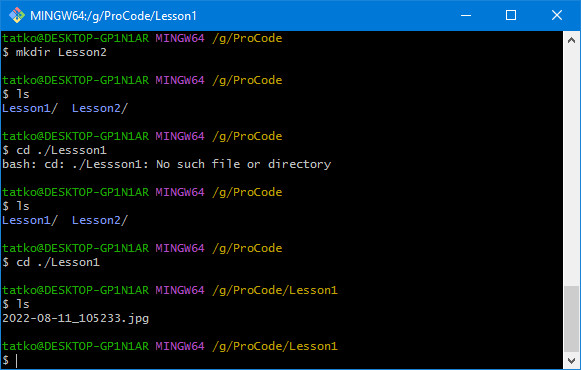 MINGW64:/g/ProCode/Lesson1
tatko@DESKTOP-GP1N1AR MINGW64 /g/ProCode
$ mkdir Lesson2
tatko@DESKTOP-GP1N1AR MINGW64 /g/ProCode
$ ls
Lesson1/  Lesson2/
tatko@DESKTOP-GP1N1AR MINGW64 /g/ProCode
$ cd ./Lessson1
bash: cd: ./Lessson1: No such file or directory
tatko@DESKTOP-GP1N1AR MINGW64 /g/ProCode
$ ls
Lesson1/  Lesson2/
tatko@DESKTOP-GP1N1AR MINGW64 /g/ProCode
$ cd ./Lesson1
tatko@DESKTOP-GP1N1AR MINGW64 /g/ProCode/Lesson1
$ ls
2022-08-11_105233.jpg
tatko@DESKTOP-GP1N1AR MINGW64 /g/ProCode/Lesson1
$